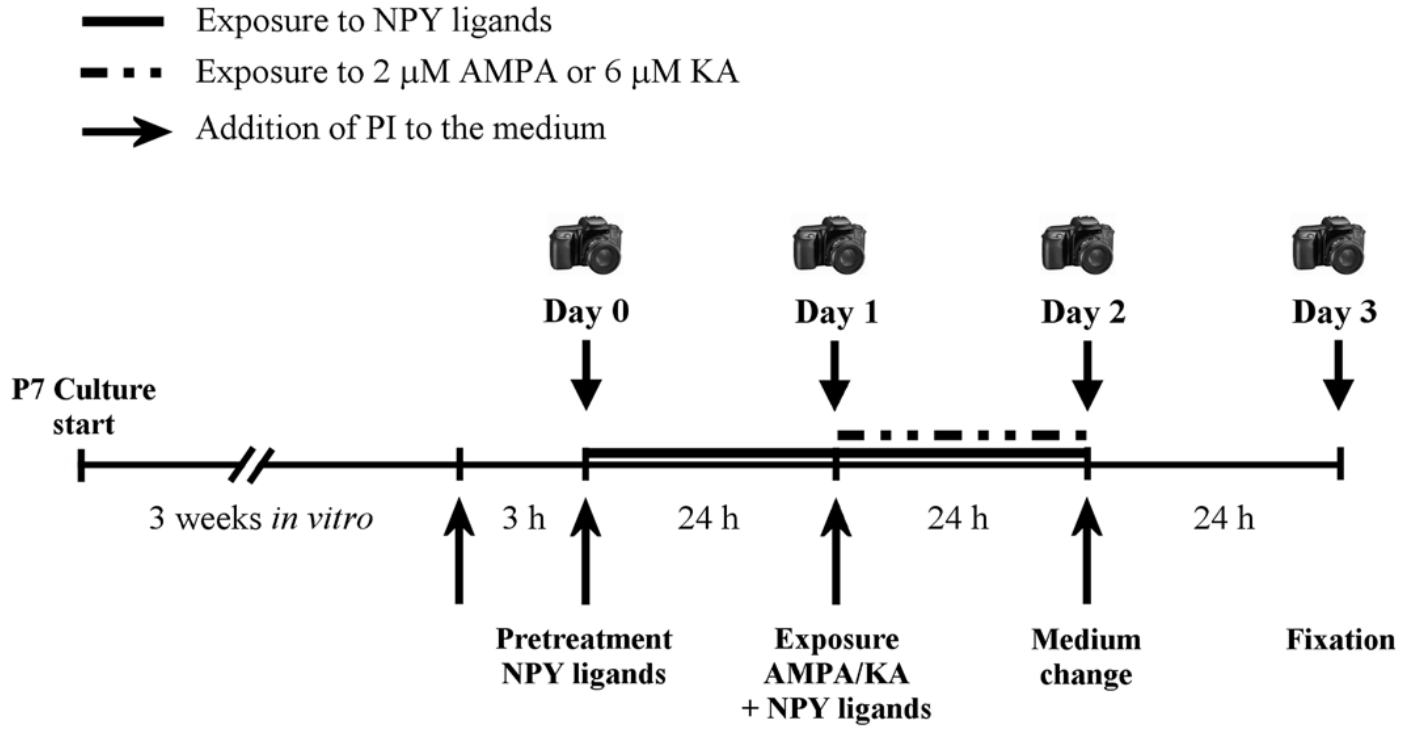 Exposure to NPY ligands
Exposure to 2 μM AMPA or 6 μM KA
Addition of PI to the medium
Day 0
Day 1
Day 2
Day 3
P7 Culture
start
3 weeks in vitro
3 h
24 h
24 h
24 h
Pretreatment
NPY ligands
Exposure
AMPA/KA
+ NPY ligands
Medium
change
Fixation